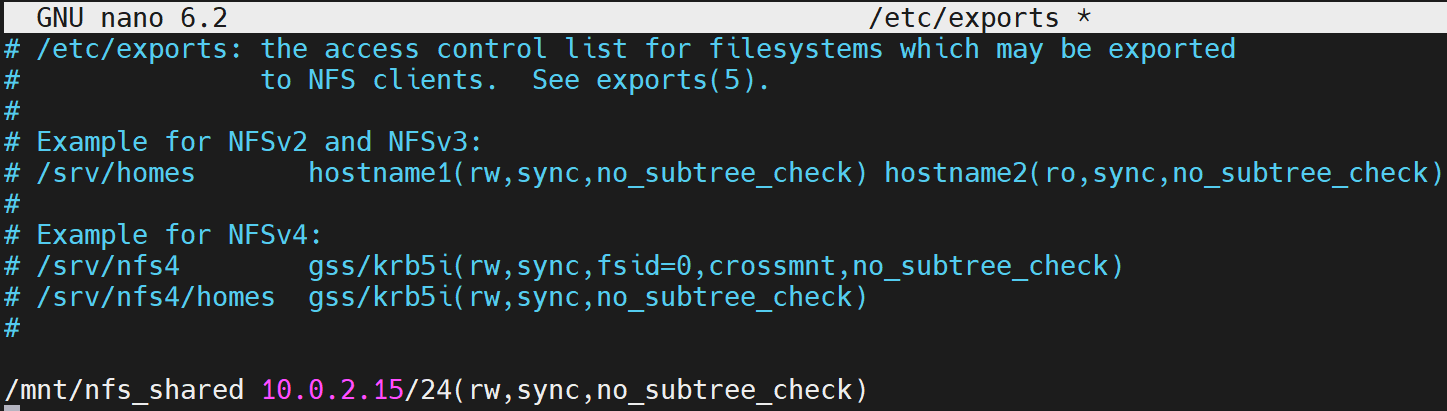 GNU nano 6.2 /etc/exports *
# /etc/exports: the access control list for filesystems which may be exported
#               to NFS clients.  See exports(5).
#
# Example for NFSv2 and NFSv3:
# /srv/homes       hostname1(rw,sync,no_subtree_check) hostname2(ro,sync,no_subtree_check)
#
# Example for NFSv4:
# /srv/nfs4        gss/krb5i(rw,sync,fsid=0,crossmnt,no_subtree_check)
# /srv/nfs4/homes  gss/krb5i(rw,sync,no_subtree_check)
#
/mnt/nfs_shared 10.0.2.15/24(rw,sync,no_subtree_check)